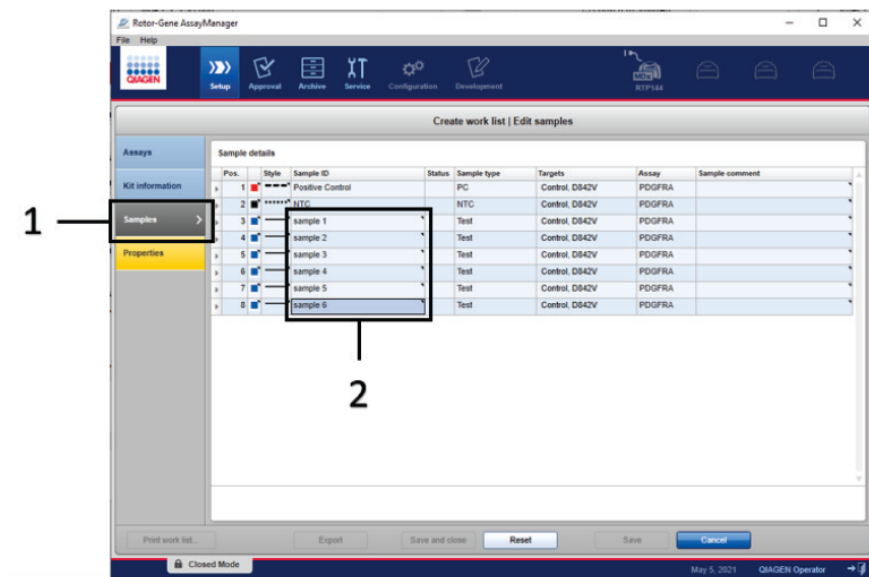 Rotor-Gene AssayManager
File Help
QIAGEN
Setup Approval Archive Service Configuration Development
MDx
RTP144
Create work list | Edit samples
Assays
Kit information
Samples
Properties
1
Sample details
Pos. Style Sample ID Status Sample type Targets Assay Sample comment
1 Positive Control PC Control, D842V PDGFRA
2 NTC NTC Control, D842V PDGFRA
3 sample 1 Test Control, D842V PDGFRA
4 sample 2 Test Control, D842V PDGFRA
5 sample 3 Test Control, D842V PDGFRA
6 sample 4 Test Control, D842V PDGFRA
7 sample 5 Test Control, D842V PDGFRA
8 sample 6 Test Control, D842V PDGFRA
2
Print work list... Export Save and close Reset Save Cancel
Closed Mode
May 5, 2021 QIAGEN Operator